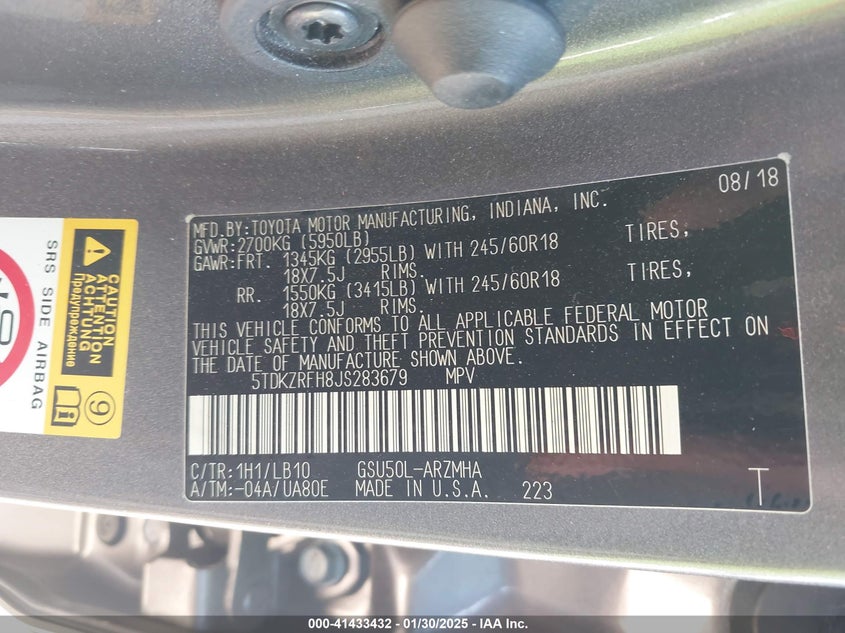 MFD.BY:TOYOTA MOTOR MANUFACTURING, INDIANA, INC. 08/18
GVWR:2700KG (5950LB)
GAWR:FRT. 1345KG (2955LB) WITH 245/60R18 TIRES,
18X7.5J RIMS.
RR. 1550KG (3415LB) WITH 245/60R18 TIRES,
18X7.5J RIMS.
THIS VEHICLE CONFORMS TO ALL APPLICABLE FEDERAL MOTOR
VEHICLE SAFETY AND THEFT PREVENTION STANDARDS IN EFFECT ON
THE DATE OF MANUFACTURE SHOWN ABOVE.
5TDKZRFH8JS283679 MPV
C/TR:1H1/LB10 GSU50L-ARZMHA
A/TM:-04A/UA80E MADE IN U.S.A. 223 T
SRS SIDE AIRBAG
CAUTION
ATTENTION
ACHTUNG
Предупреждение
9
000-41433432 - 01/30/2025 - IAA Inc.